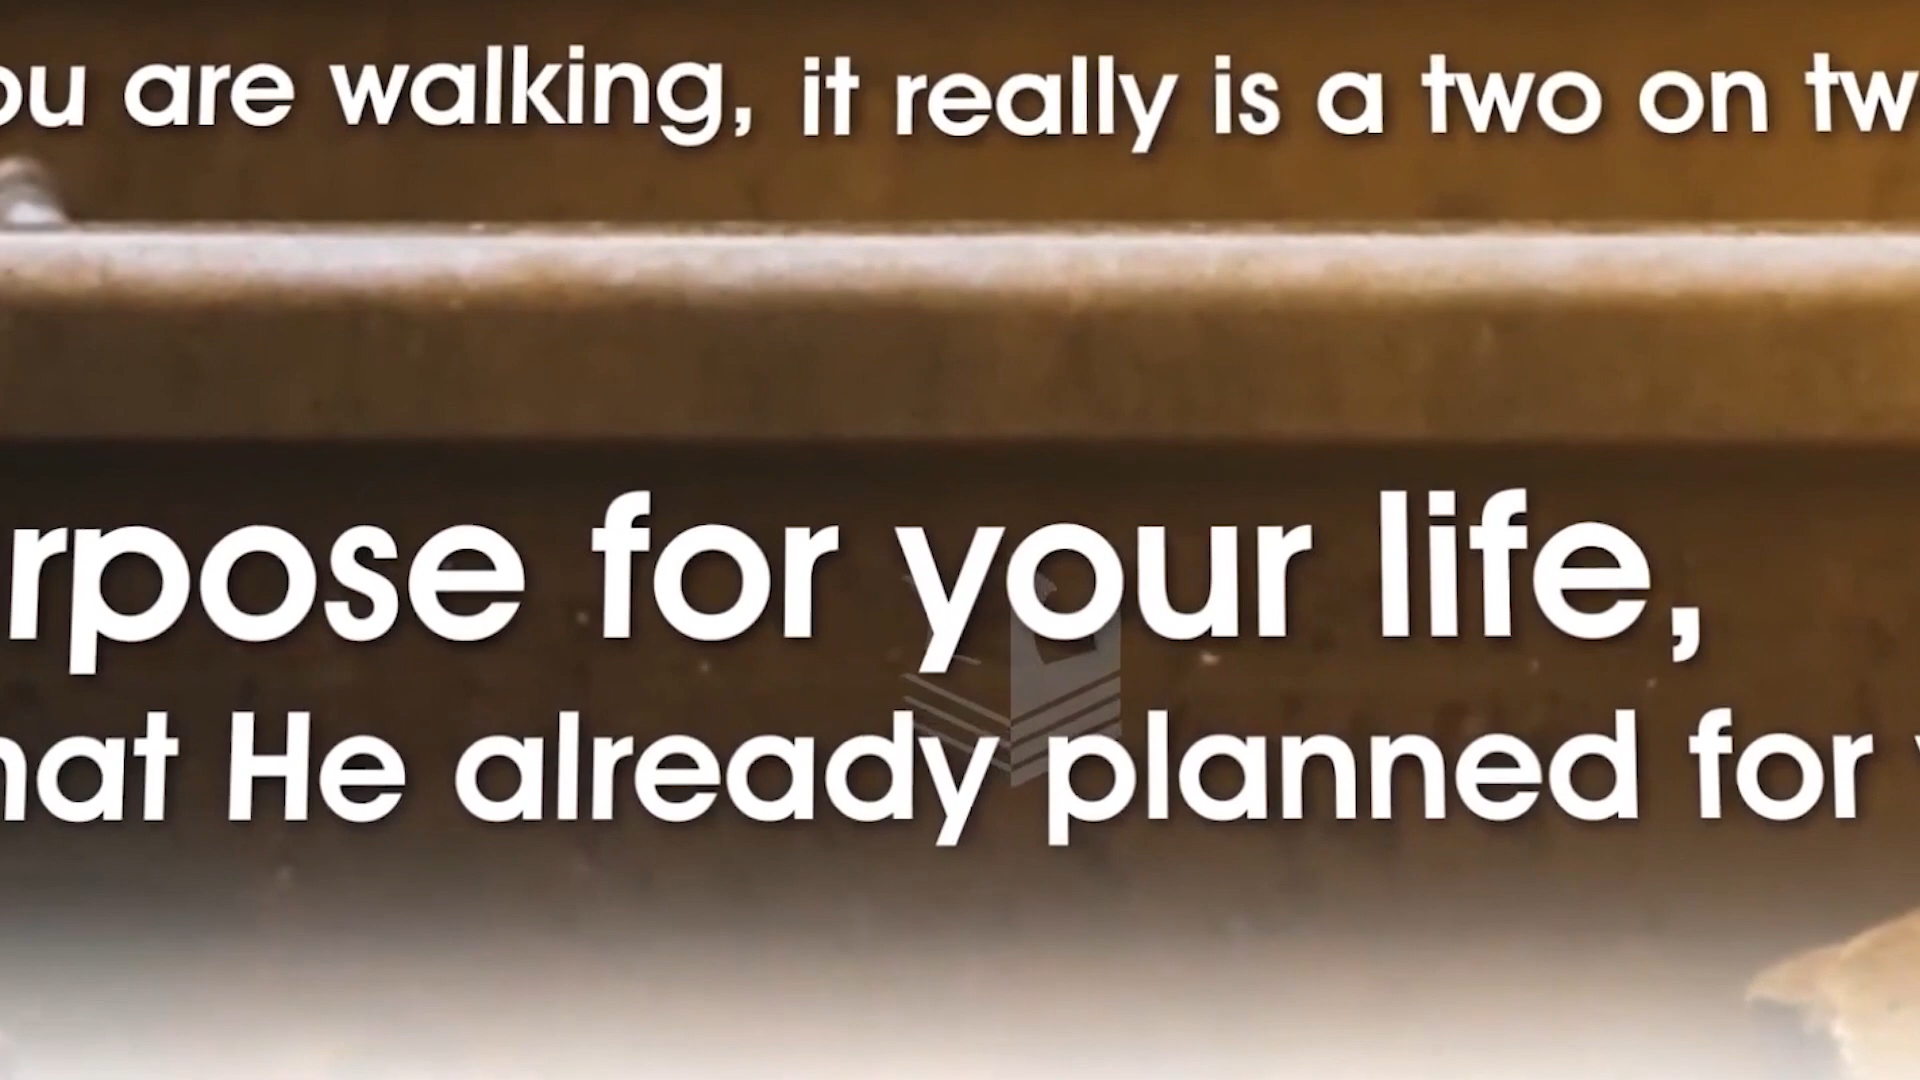 ou are walking, it really is a two on tw
rpose for your life,
hat He already planned for